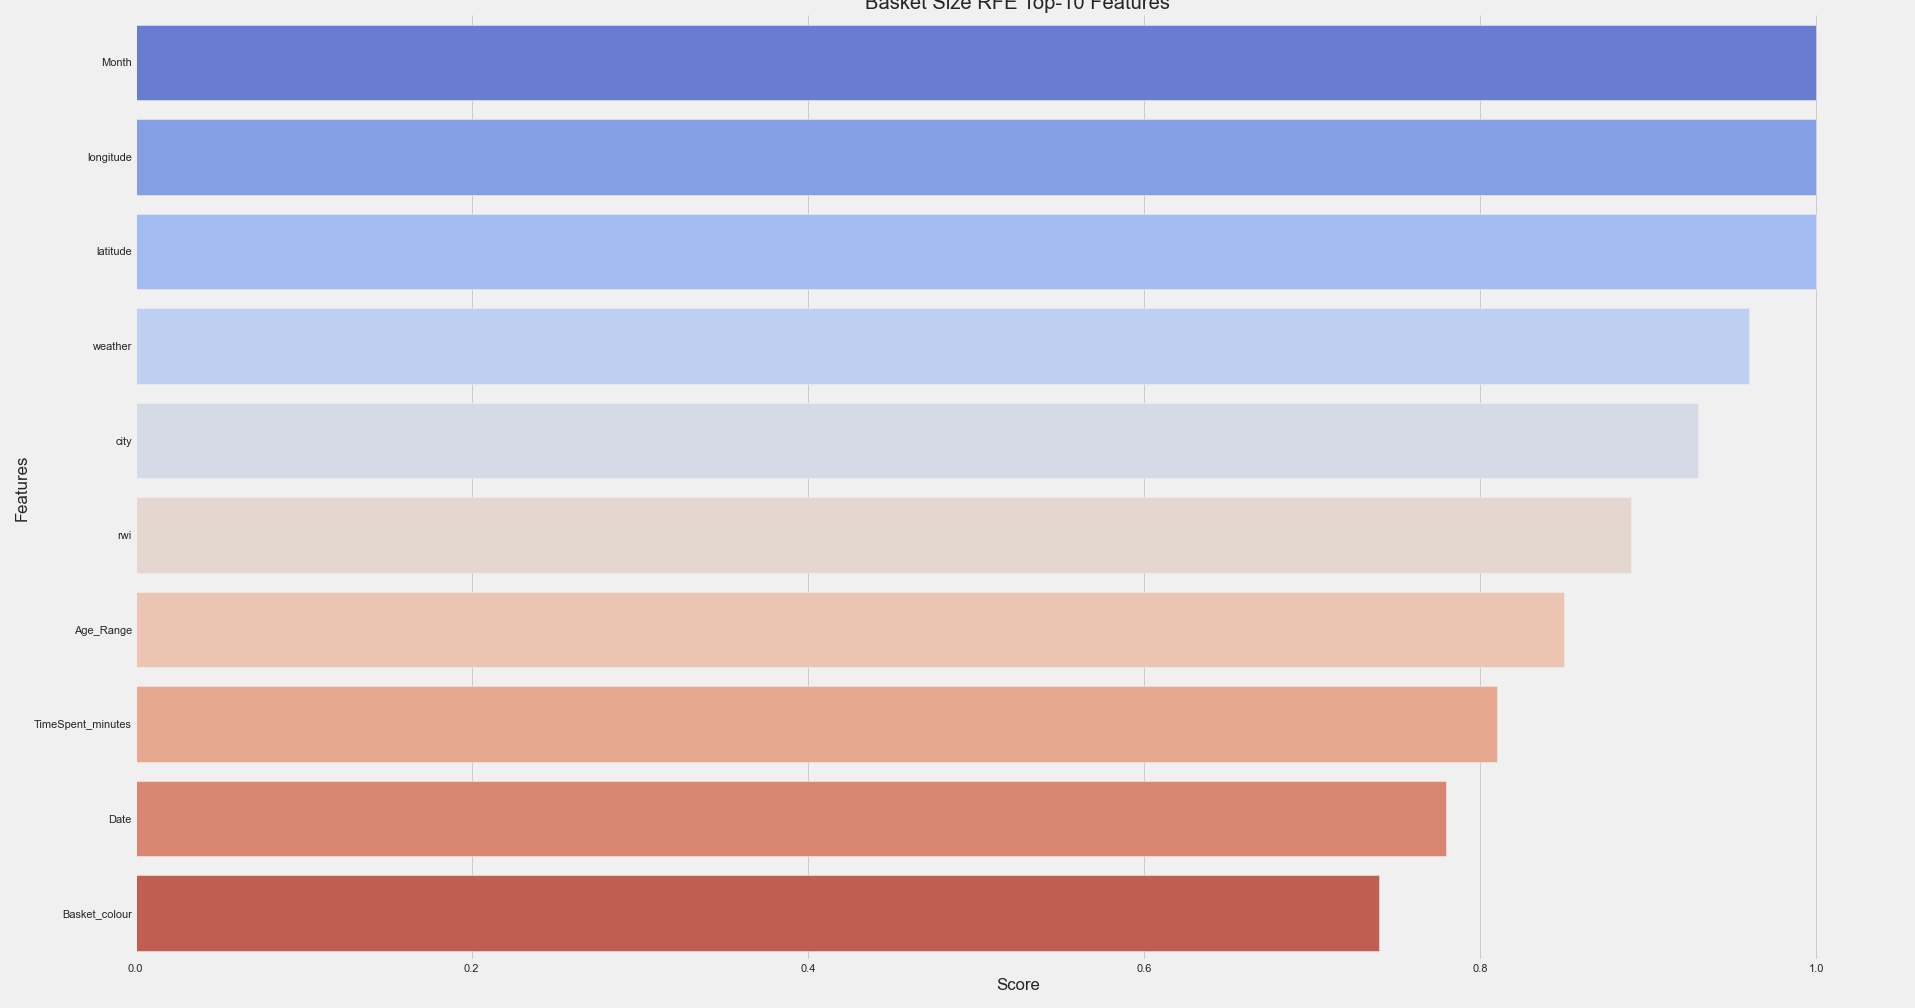 Basket Size RFE Top-10 Features
Month
longitude
latitude
weather
city
rwi
Age_Range
TimeSpent_minutes
Date
Basket_colour
Features
0.0 0.2 0.4 0.6 0.8 1.0
Score